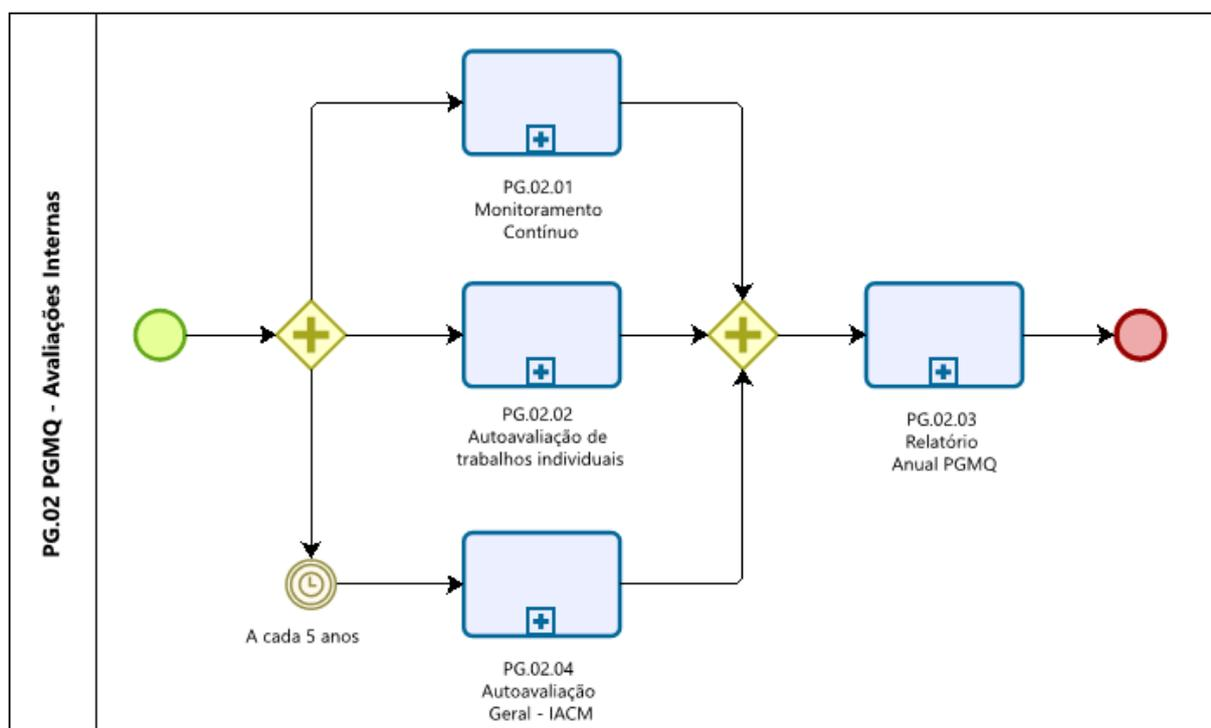 PG.02 PGMQ - Avaliações Internas
PG.02.01
Monitoramento
Contínuo
PG.02.02
Autoavaliação de
trabalhos individuais
PG.02.03
Relatório
Anual PGMQ
A cada 5 anos
PG.02.04
Autoavaliação
Geral - IACM